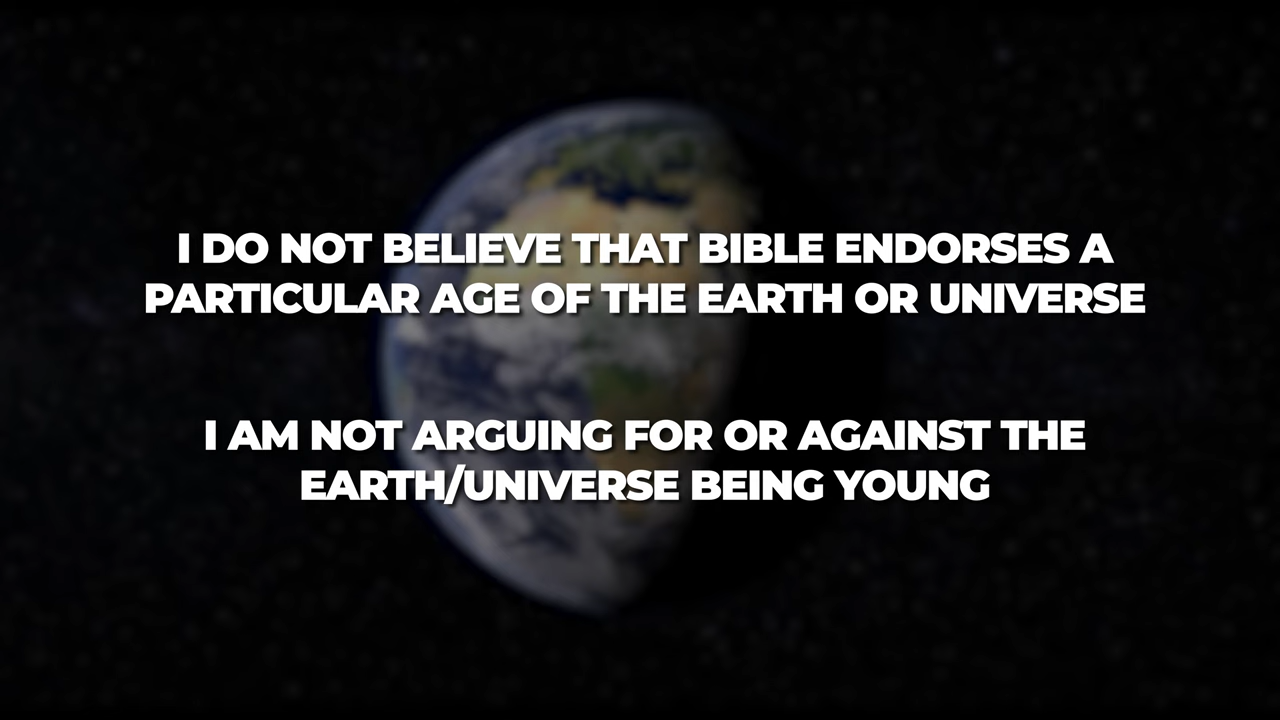 I DO NOT BELIEVE THAT BIBLE ENDORSES A
PARTICULAR AGE OF THE EARTH OR UNIVERSE
I AM NOT ARGUING FOR OR AGAINST THE
EARTH/UNIVERSE BEING YOUNG